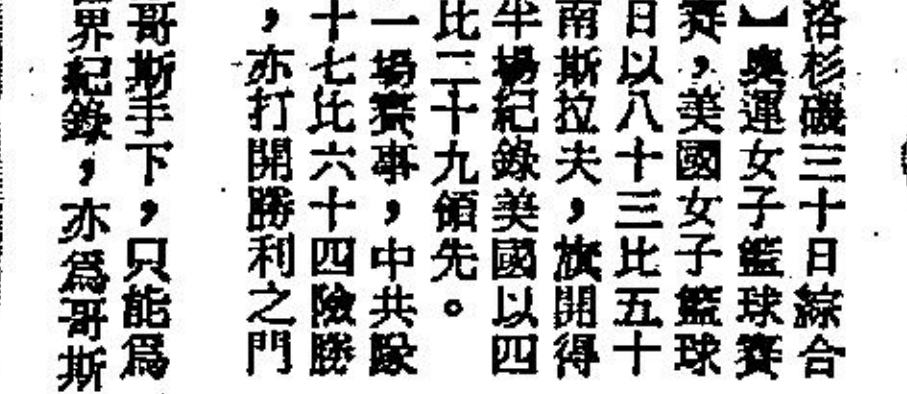 洛杉磯三十日綜合
】奧運女子籃球賽
賽，美國女子籃球
日以八十三比五十
南斯拉夫，旗開得
半場紀錄美國以四
比二十九領先。
一場賽事，中共隊
十七比六十四險勝
，亦打開勝利之門
哥斯手下，只能為
界紀錄，亦為哥斯